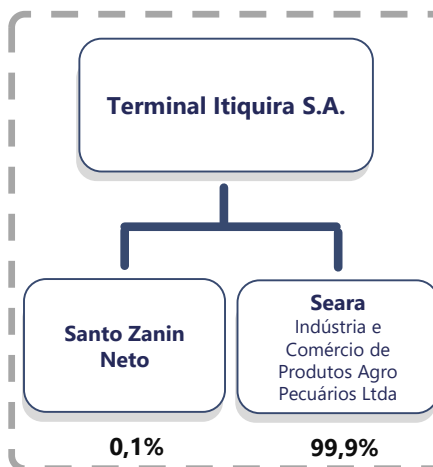 Terminal Itiquira S.A.
Santo Zanin
Neto
Seara
Indústria e
Comércio de
Produtos Agro
Pecuários Ltda
0,1%
99,9%